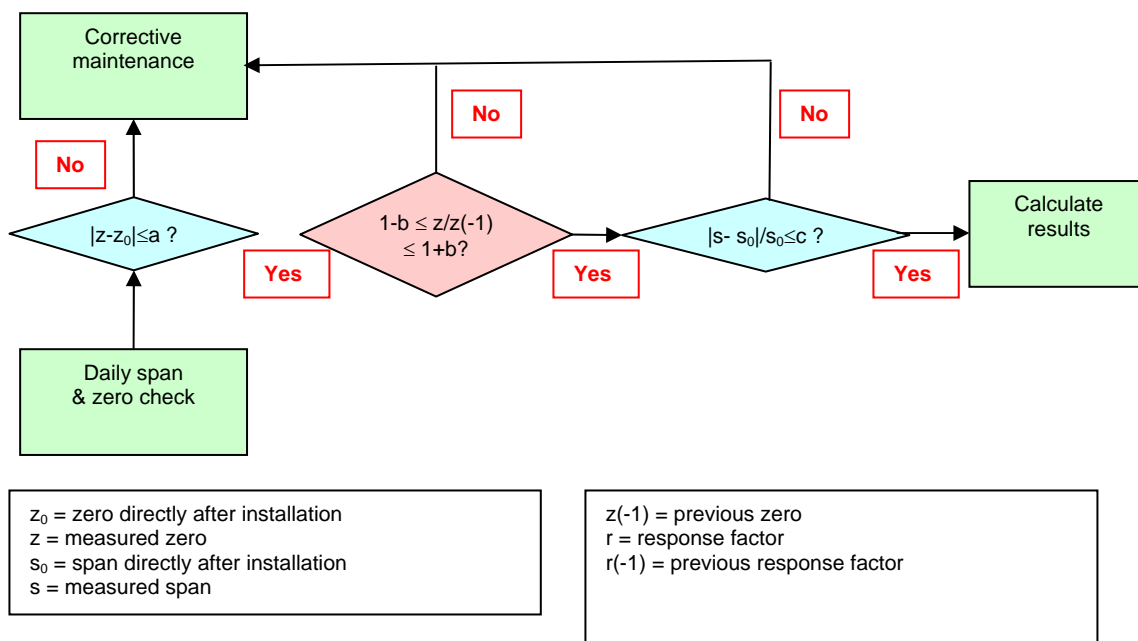 Corrective
maintenance
No
No
No
|z-z₀|≤a ?
1-b ≤ z/z(-1)
≤ 1+b?
|s- s₀|/s₀≤c ?
Calculate
results
Yes
Yes
Yes
Daily span
& zero check
z₀ = zero directly after installation
z = measured zero
s₀ = span directly after installation
s = measured span
z(-1) = previous zero
r = response factor
r(-1) = previous response factor